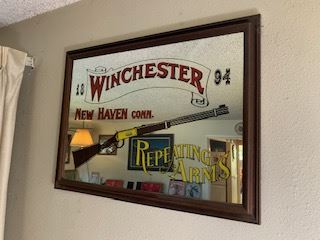 WINCHESTER
18 94
NEW HAVEN CONN.
REPEATING
ARMS